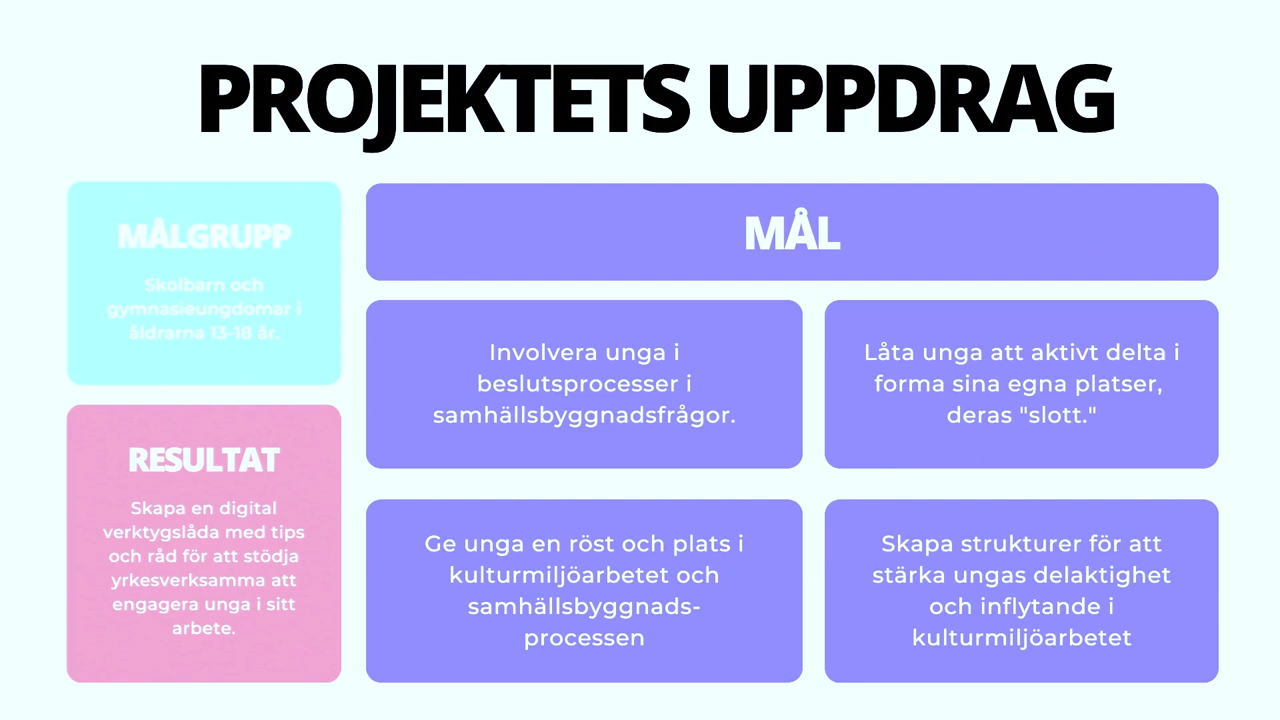 PROJEKTETS UPPDRAG
MÅLGRUPP
Skolbarn och
gymnasieungdomar i
åldrarna 13-18 år.
RESULTAT
Skapa en digital
verktygslåda med tips
och råd för att stödja
yrkesverksamma att
engagera unga i sitt
arbete.
MÅL
Involvera unga i
beslutsprocesser i
samhällsbyggnadsfrågor.
Låta unga att aktivt delta i
forma sina egna platser,
deras "slott."
Ge unga en röst och plats i
kulturmiljöarbetet och
samhällsbyggnads-
processen
Skapa strukturer för att
stärka ungas delaktighet
och inflytande i
kulturmiljöarbetet